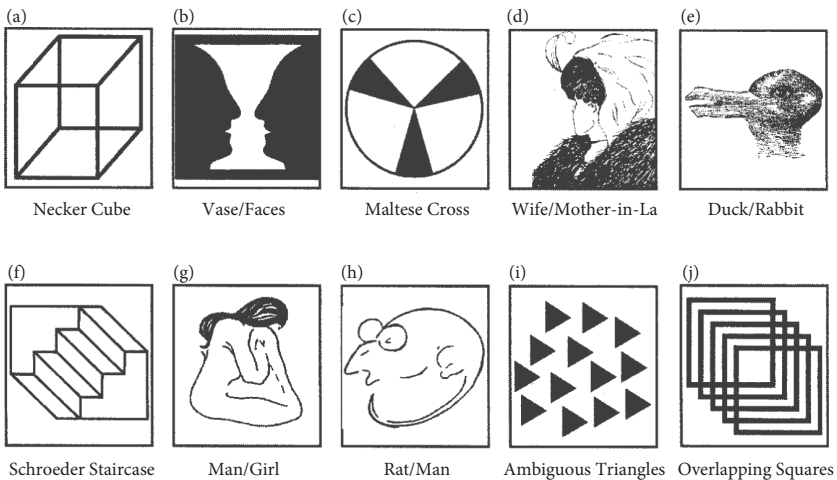 (a) (b) (c) (d) (e)
Necker Cube Vase/Faces Maltese Cross Wife/Mother-in-La Duck/Rabbit
(f) (g) (h) (i) (j)
Schroeder Staircase Man/Girl Rat/Man Ambiguous Triangles Overlapping Squares